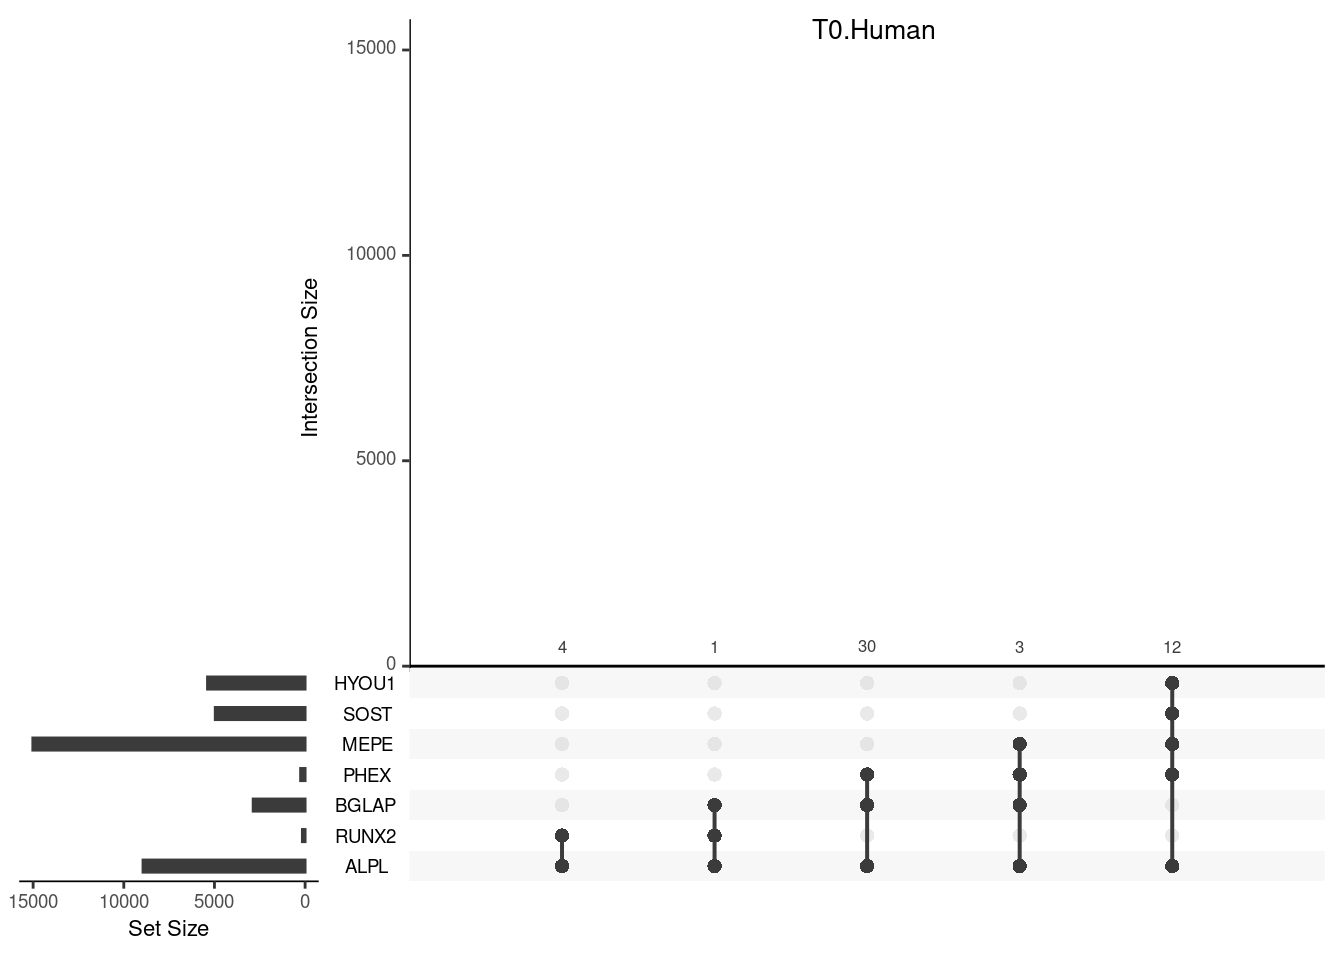 T0.Human
15000
10000
5000
0
Intersection Size
4 1 30 3 12
HYOU1
SOST
MEPE
PHEX
BGLAP
RUNX2
ALPL
15000 10000 5000 0
Set Size